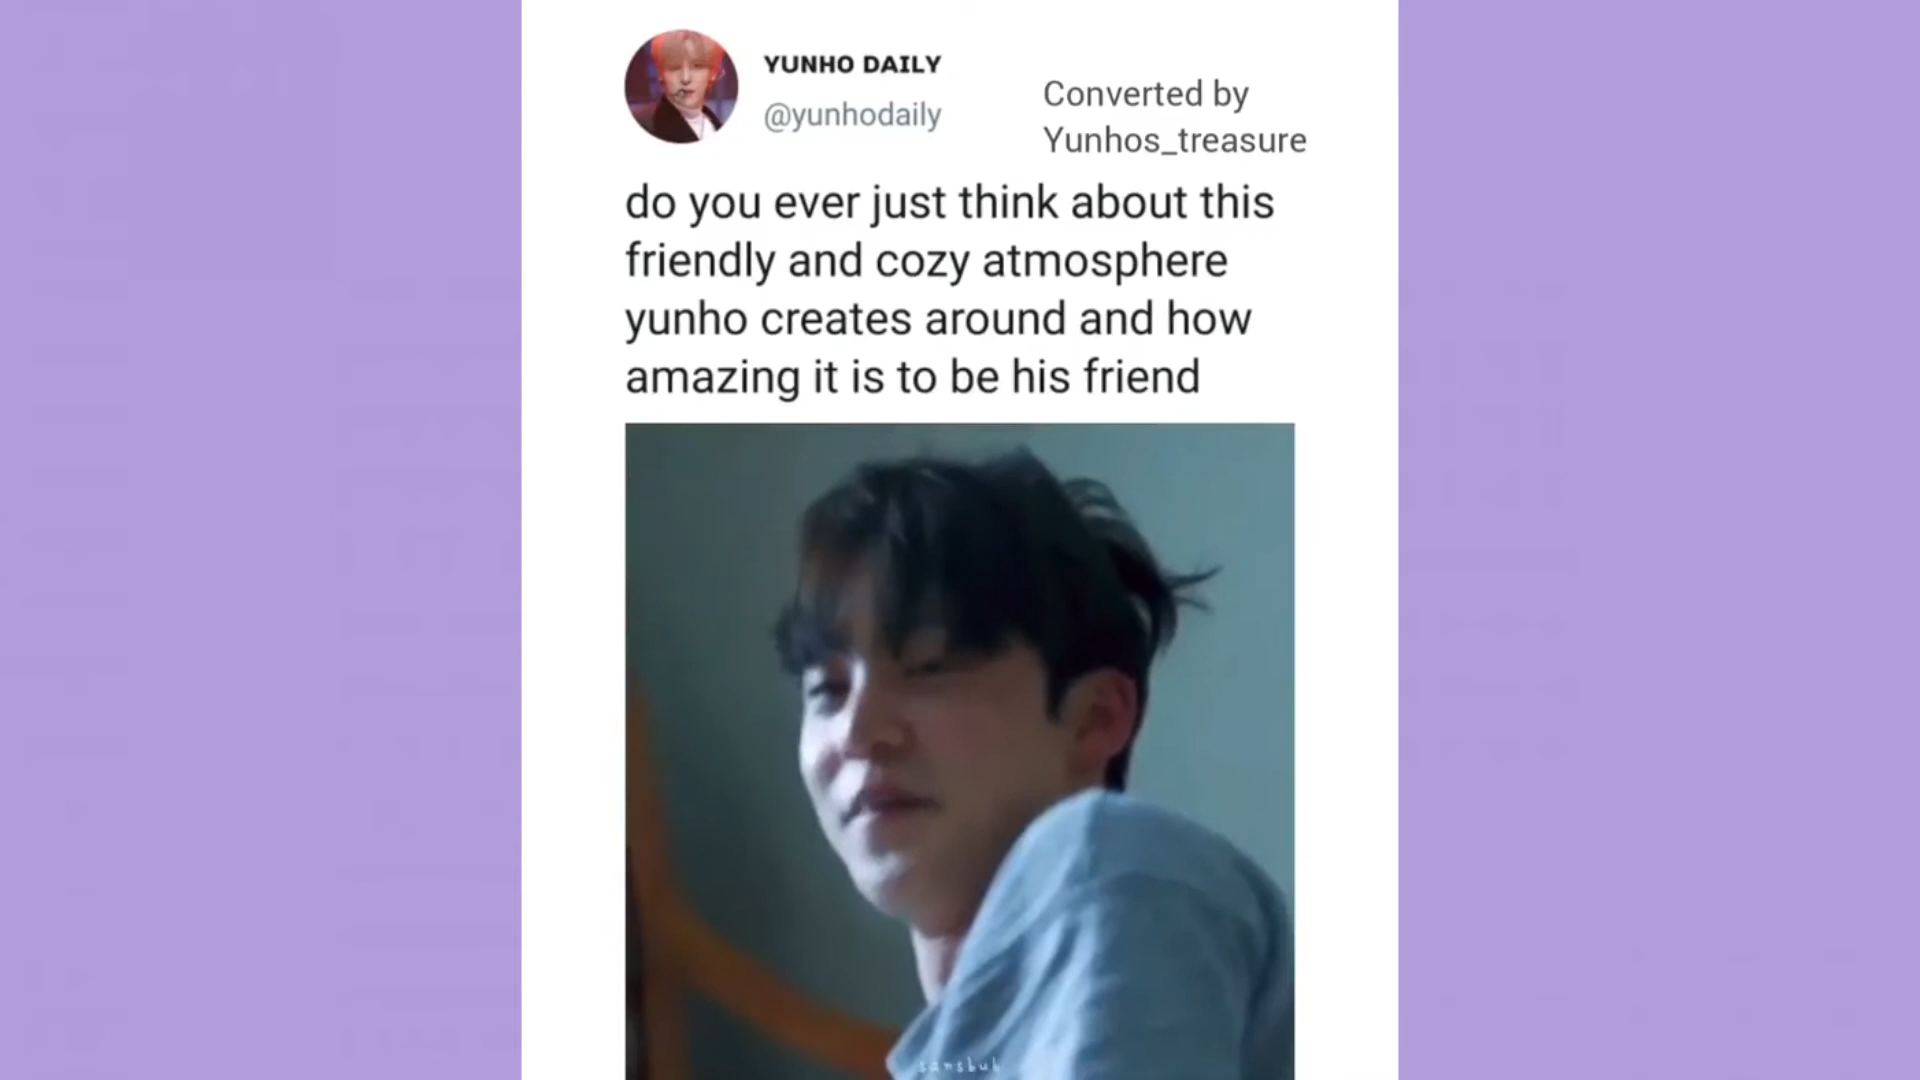 YUNHO DAILY
@yunhodaily
Converted by
Yunhos_treasure
do you ever just think about this
friendly and cozy atmosphere
yunho creates around and how
amazing it is to be his friend
sansbuh